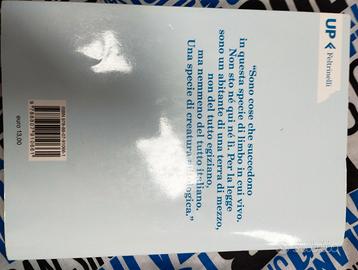 UP
Feltrinelli
“Sono cose che succedono
in questa specie di limbo in cui vivo.
Non sto né qui né lì. Per la legge
sono un abitante di una terra di mezzo,
non del tutto egiziano,
ma nemmeno del tutto italiano.
Una specie di creatura mitologica.”
euro 13,00